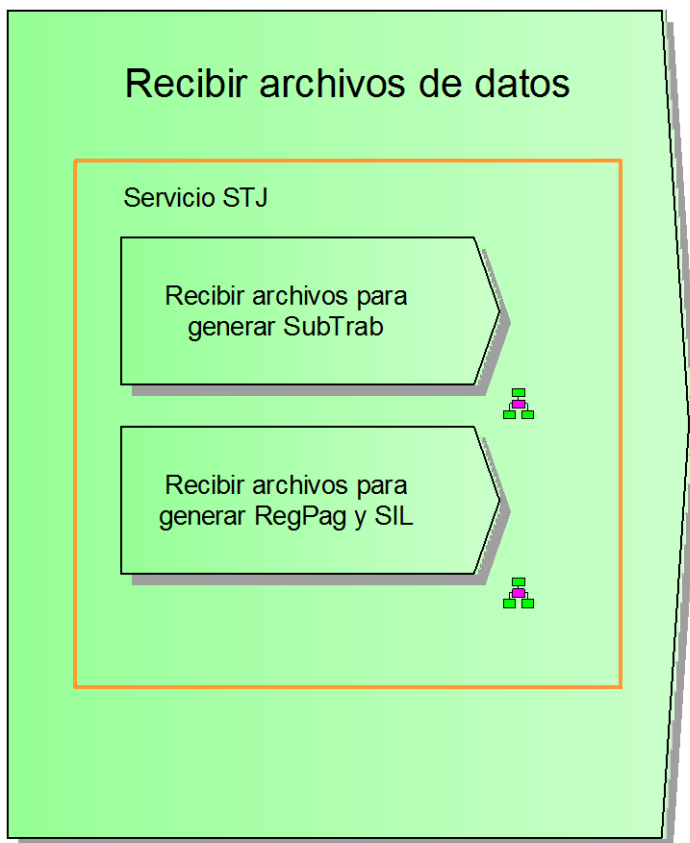 Recibir archivos de datos
Servicio STJ
Recibir archivos para
generar SubTrab
Recibir archivos para
generar RegPag y SIL